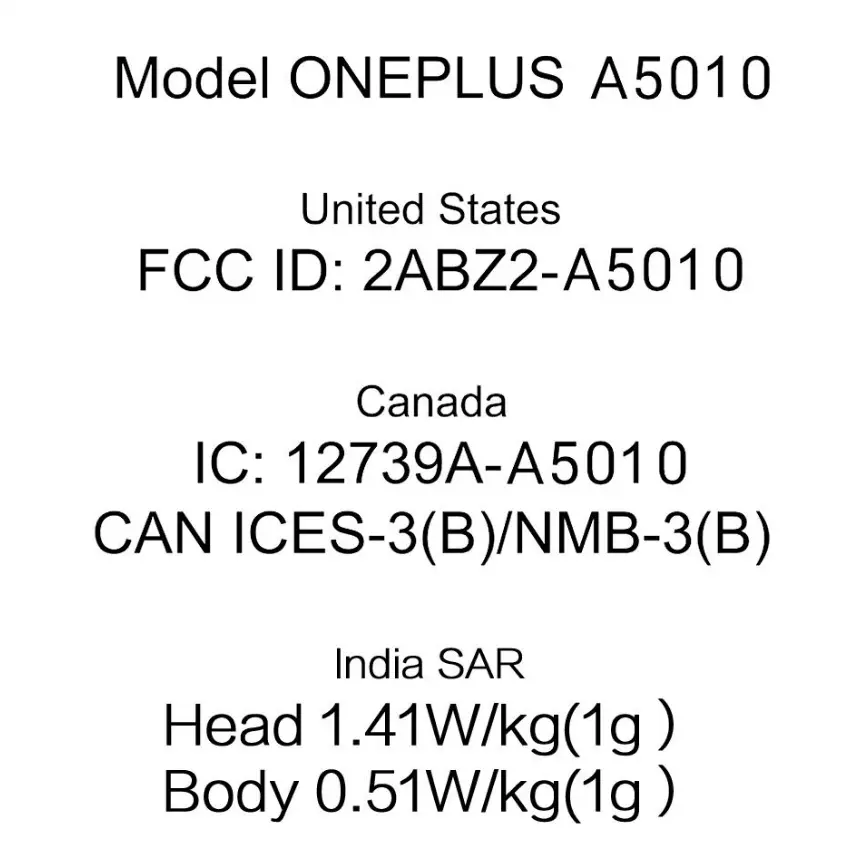 Model ONEPLUS A5010
United States
FCC ID: 2ABZ2-A5010
Canada
IC: 12739A-A5010
CAN ICES-3(B)/NMB-3(B)
India SAR
Head 1.41W/kg(1g )
Body 0.51W/kg(1g )